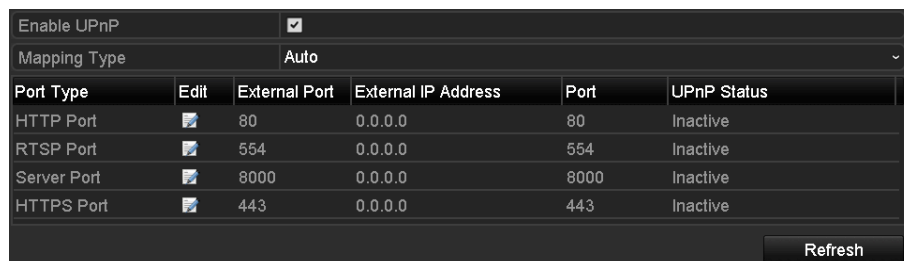 Enable UPnP
Mapping Type Auto
Port Type Edit External Port External IP Address Port UPnP Status
HTTP Port 80 0.0.0.0 80 Inactive
RTSP Port 554 0.0.0.0 554 Inactive
Server Port 8000 0.0.0.0 8000 Inactive
HTTPS Port 443 0.0.0.0 443 Inactive
Refresh